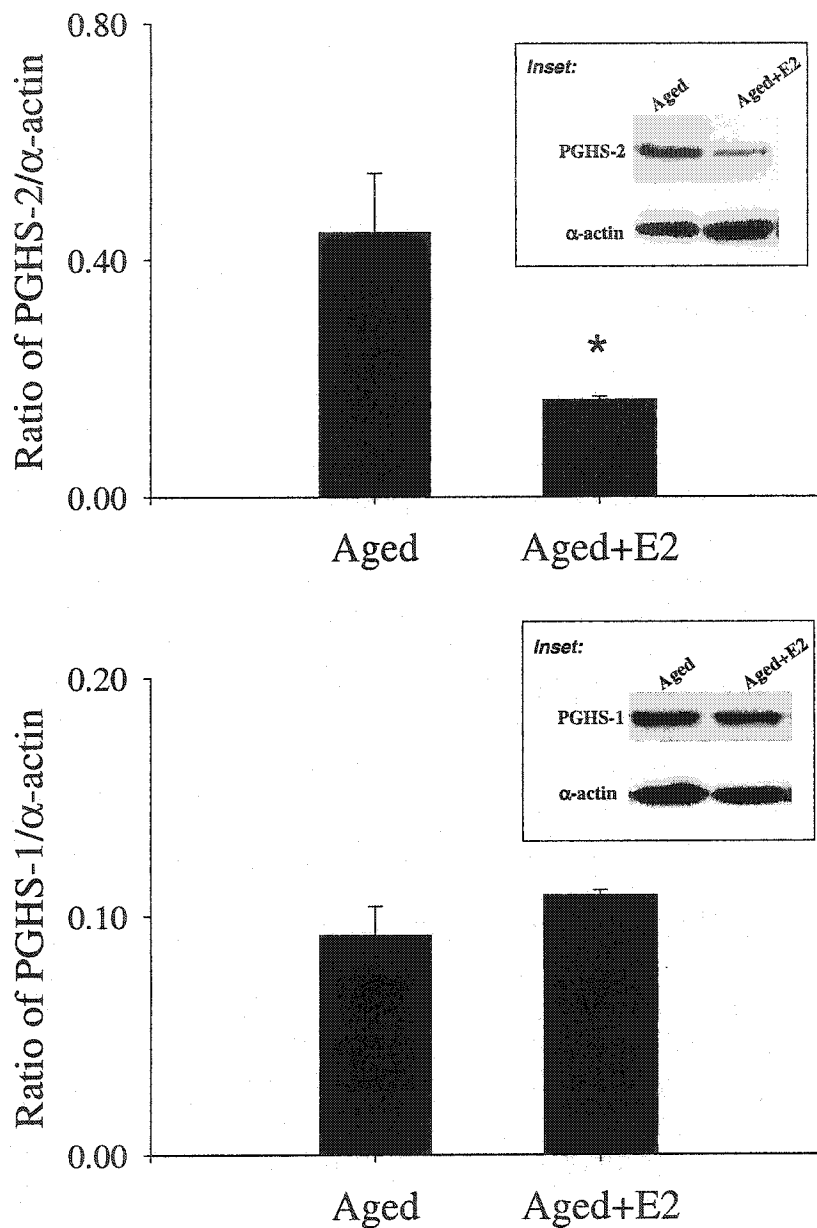 0.80
0.40
0.00
Ratio of PGHS-2/α-actin
Inset:
Aged Aged+E2
PGHS-2
α-actin
*
Aged Aged+E2
0.20
0.10
0.00
Ratio of PGHS-1/α-actin
Inset:
Aged Aged+E2
PGHS-1
α-actin
Aged Aged+E2